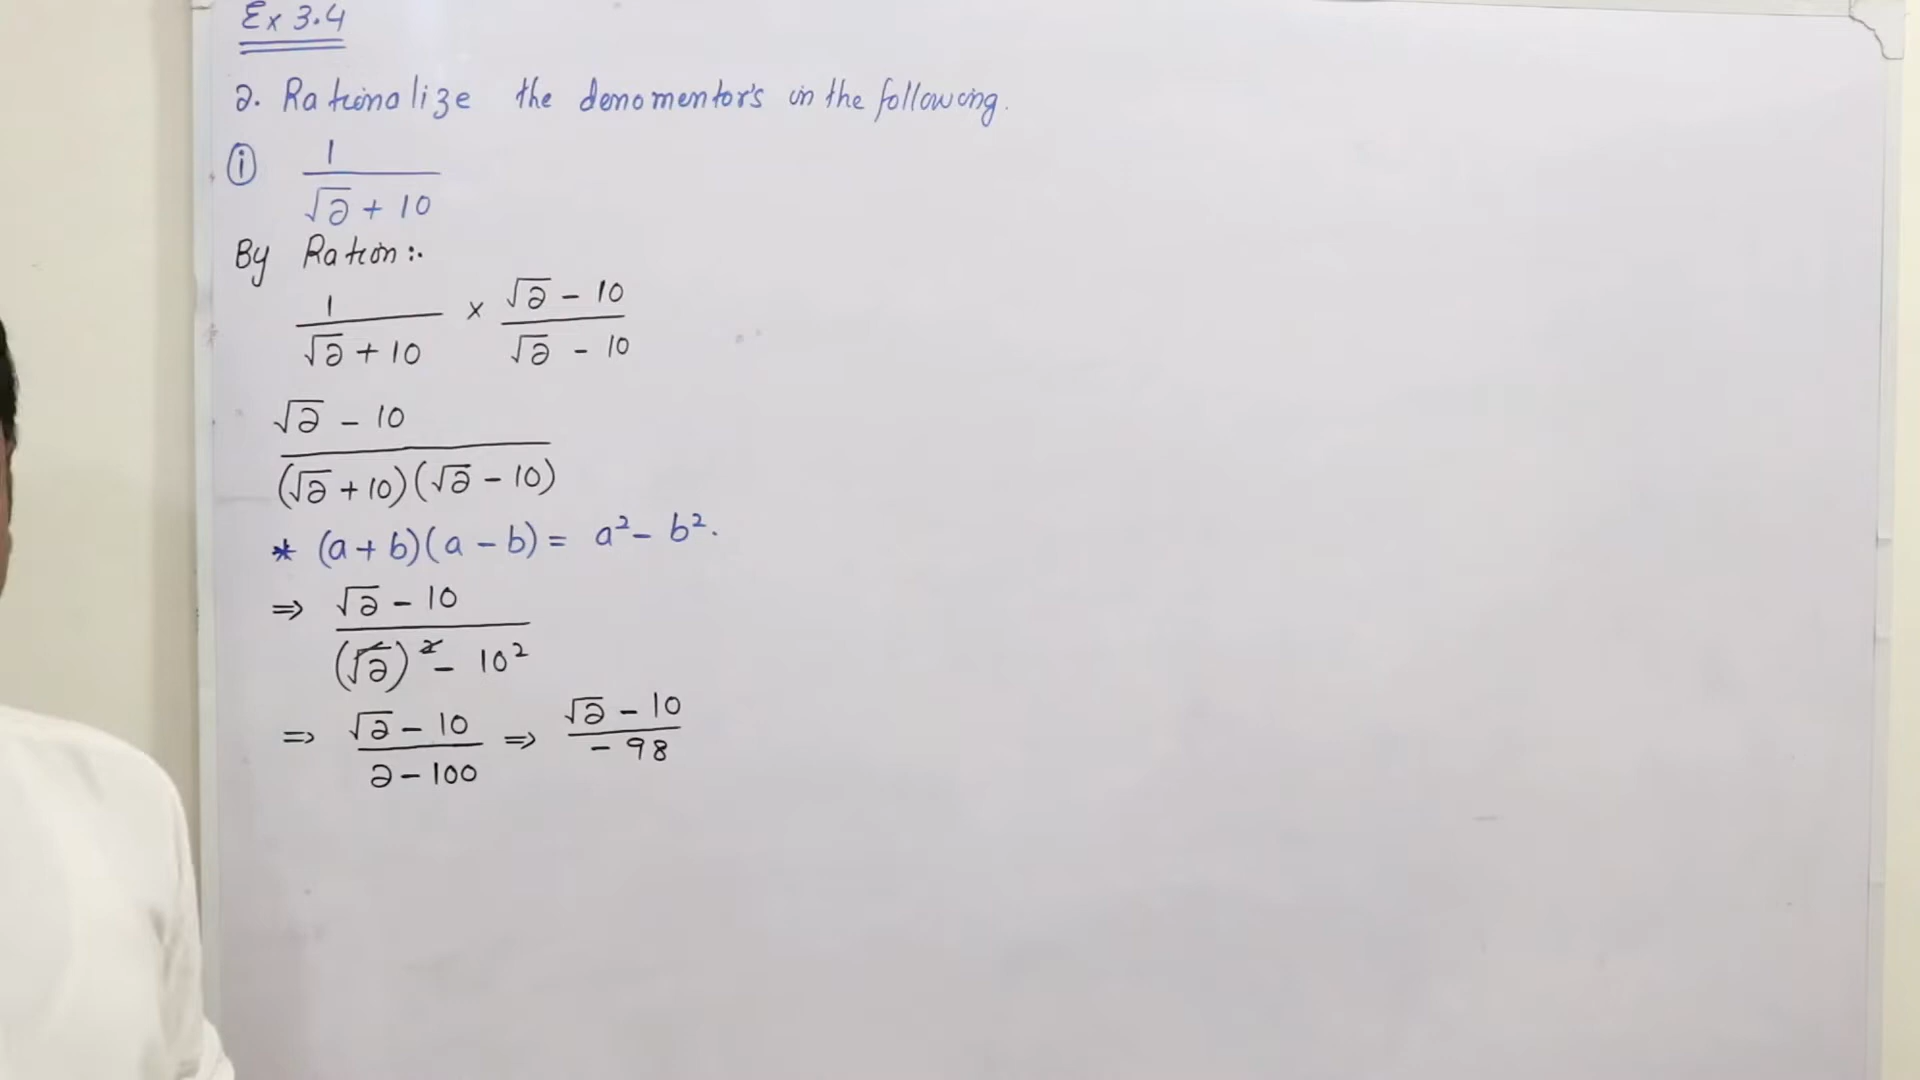 Ex 3.4
2. Rationalize the denomentor's in the following.
(i) 1/(√2 + 10)
By Ration:.
1/(√2 + 10) × (√2 - 10)/(√2 - 10)
(√2 - 10)/((√2 + 10)(√2 - 10))
* (a + b)(a - b) = a² - b².
⇒ (√2 - 10)/((√2)² - 10²)
⇒ (√2 - 10)/(2 - 100) ⇒ (√2 - 10)/(-98)